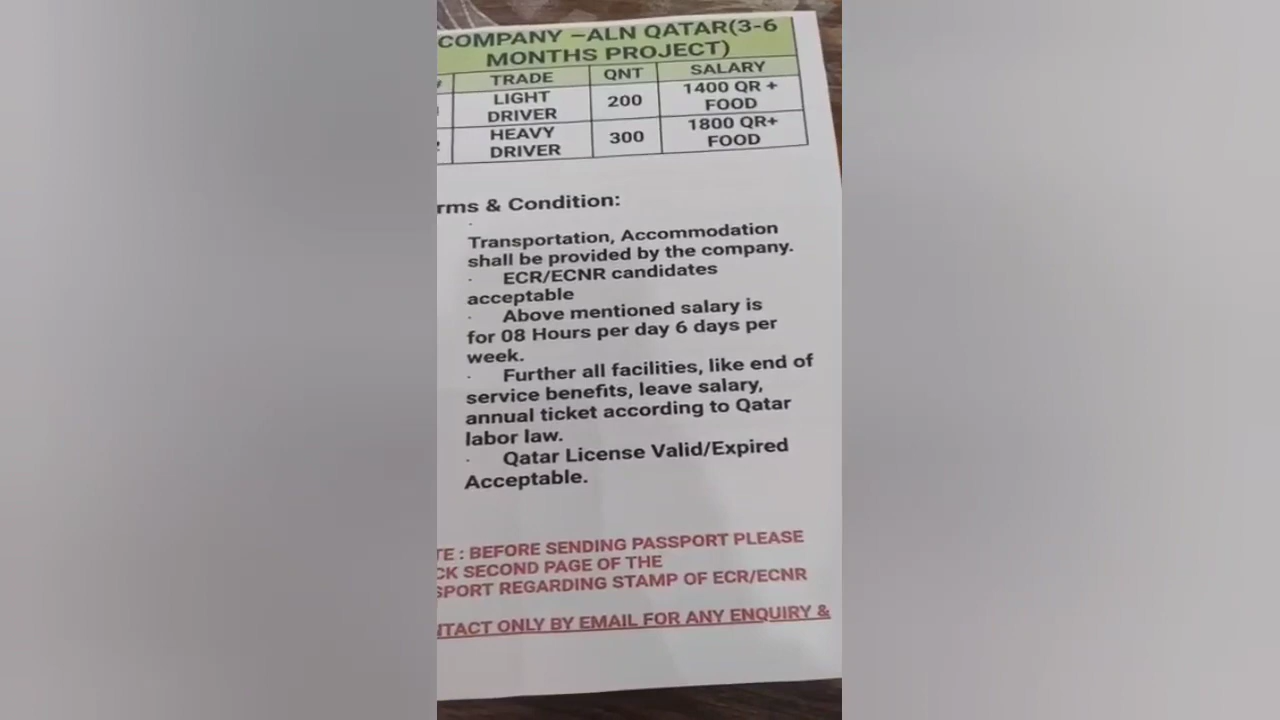 COMPANY –ALN QATAR(3-6
MONTHS PROJECT)
TRADE QNT SALARY
LIGHT DRIVER 200 1400 QR + FOOD
HEAVY DRIVER 300 1800 QR+ FOOD
rms & Condition:
Transportation, Accommodation
shall be provided by the company.
· ECR/ECNR candidates
acceptable
· Above mentioned salary is
for 08 Hours per day 6 days per
week.
· Further all facilities, like end of
service benefits, leave salary,
annual ticket according to Qatar
labor law.
· Qatar License Valid/Expired
Acceptable.
TE : BEFORE SENDING PASSPORT PLEASE
CK SECOND PAGE OF THE
SPORT REGARDING STAMP OF ECR/ECNR
NTACT ONLY BY EMAIL FOR ANY ENQUIRY &